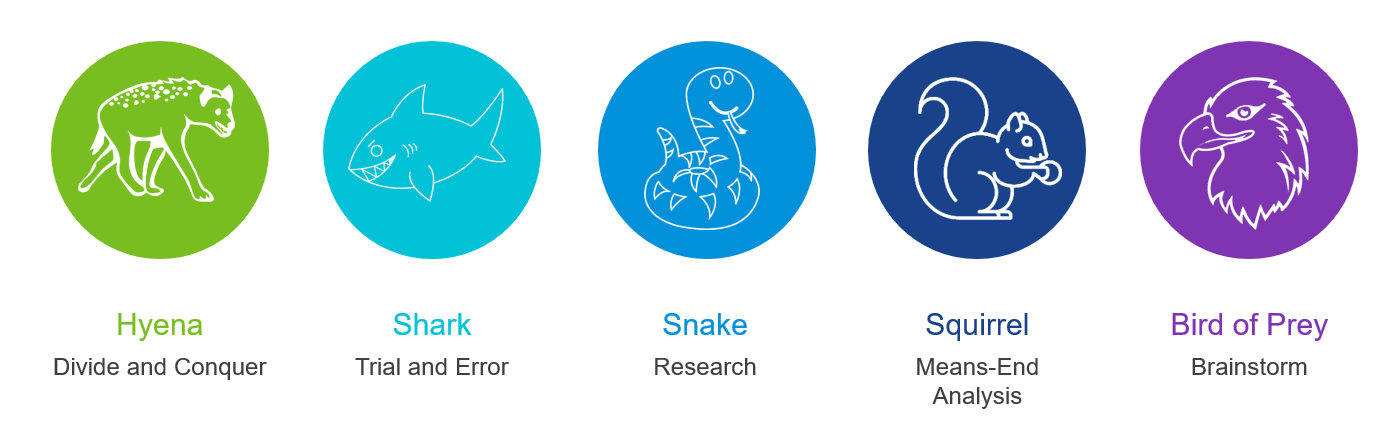 Hyena
Divide and Conquer
Shark
Trial and Error
Snake
Research
Squirrel
Means-End
Analysis
Bird of Prey
Brainstorm